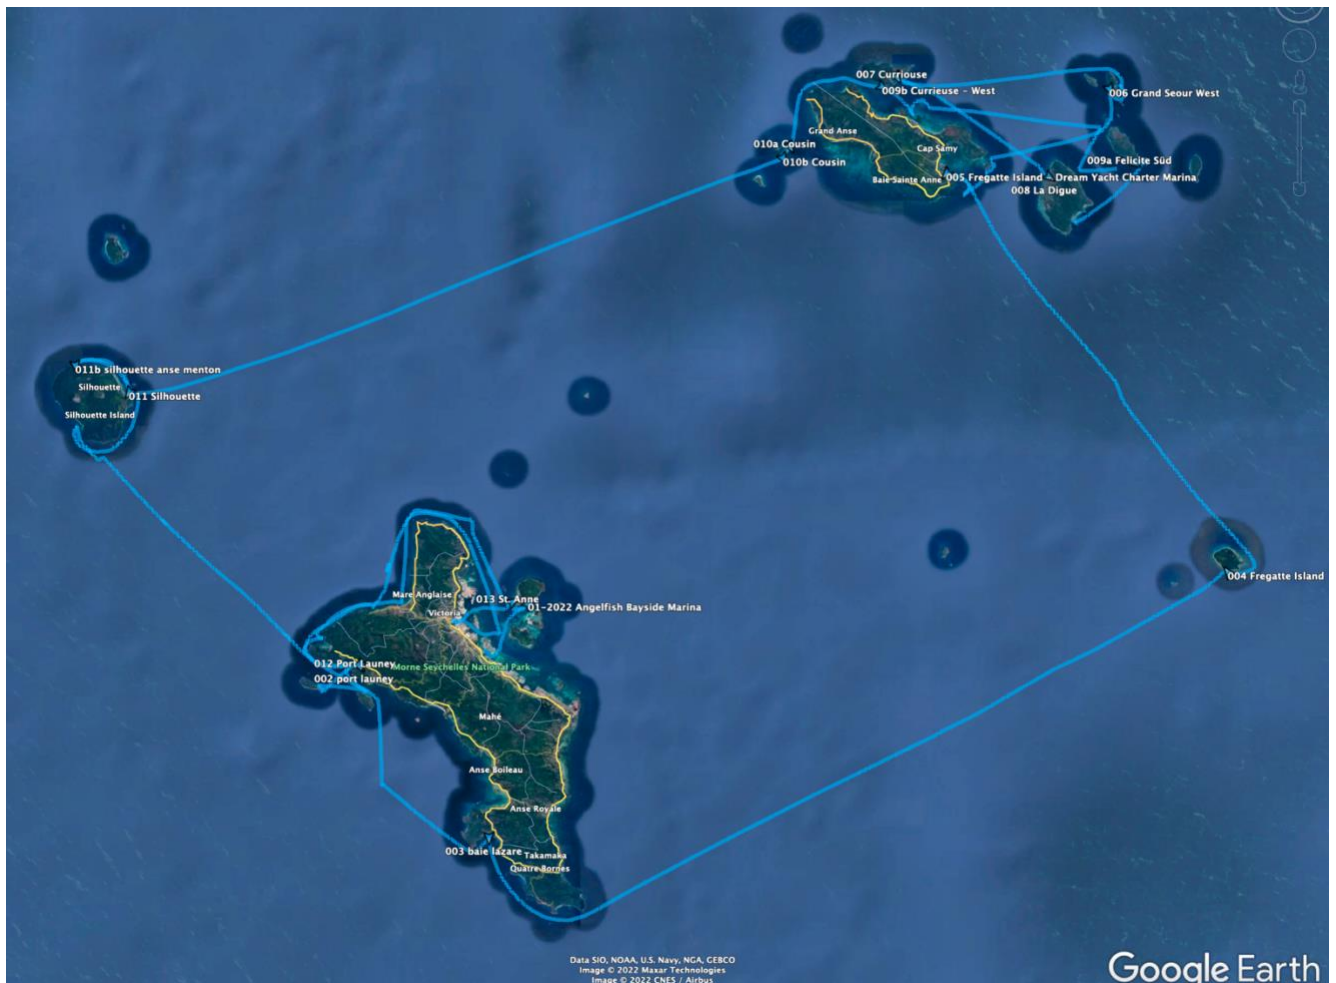 007 Curriouse
009b Currieuse - West
006 Grand Seour West
Grand Anse
010a Cousin
Cap Samy
010b Cousin
009a Felicite Süd
Baie Sainte Anne
005 Fregatte Island - Dream Yacht Charter Marina
008 La Digue
011b silhouette anse menton
Silhouette
011 Silhouette
Silhouette Island
004 Fregatte Island
Mare Anglaise
013 St. Anne
01-2022 Angelfish Bayside Marina
Victoria
012 Port Launey
Morne Seychelles National Park
002 port launey
Mahé
Anse Boileau
Anse Royale
003 baie lazare
Takamaka
Quatre Bornes
Data SIO, NOAA, U.S. Navy, NGA, GEBCO
Image © 2022 Maxar Technologies
Image © 2022 CNES / Airbus
Google Earth